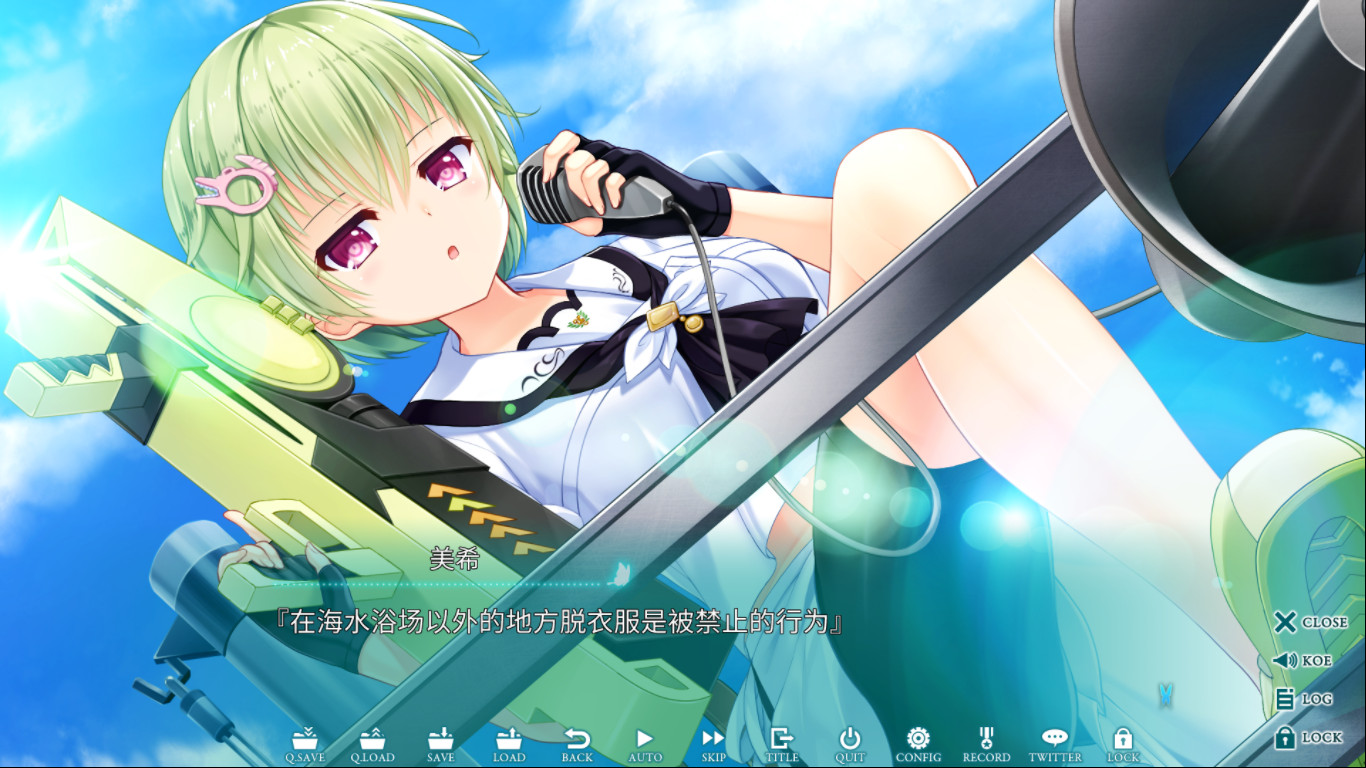 美希
『在海水浴场以外的地方脱衣服是被禁止的行为』
CLOSE
KOE
LOG
LOCK
Q.SAVE Q.LOAD SAVE LOAD BACK AUTO SKIP TITLE QUIT CONFIG RECORD TWITTER LOCK